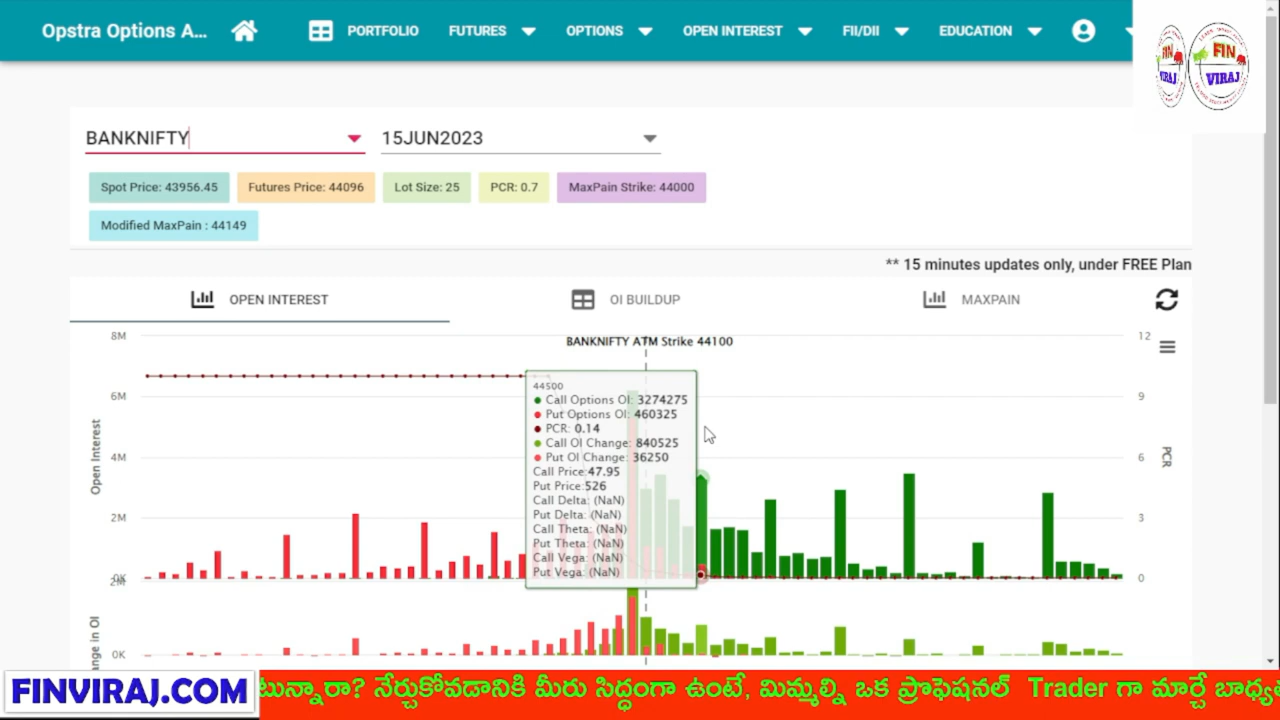 Opstra Options A...
PORTFOLIO
FUTURES
OPTIONS
OPEN INTEREST
FII/DII
EDUCATION
FIN
VIRAJ
FIN
VIRAJ
BANKNIFTY
15JUN2023
Spot Price: 43956.45
Futures Price: 44096
Lot Size: 25
PCR: 0.7
MaxPain Strike: 44000
Modified MaxPain : 44149
** 15 minutes updates only, under FREE Plan
OPEN INTEREST
OI BUILDUP
MAXPAIN
BANKNIFTY ATM Strike 44100
8M
6M
4M
2M
0K
2M
0K
Open Interest
ange in OI
12
9
6
3
0
PCR
44500
Call Options OI: 3274275
Put Options OI: 460325
PCR: 0.14
Call OI Change: 840525
Put OI Change: 36250
Call Price:47.95
Put Price:526
Call Delta: (NaN)
Put Delta: (NaN)
Call Theta: (NaN)
Put Theta: (NaN)
Call Vega: (NaN)
Put Vega: (NaN)
FINVIRAJ.COM
టున్నారా? నేర్చుకోవడానికి మీరు సిద్ధంగా ఉంటే, మిమ్మల్ని ఒక ప్రొఫెషనల్ Trader గా మార్చే బాధ్యత